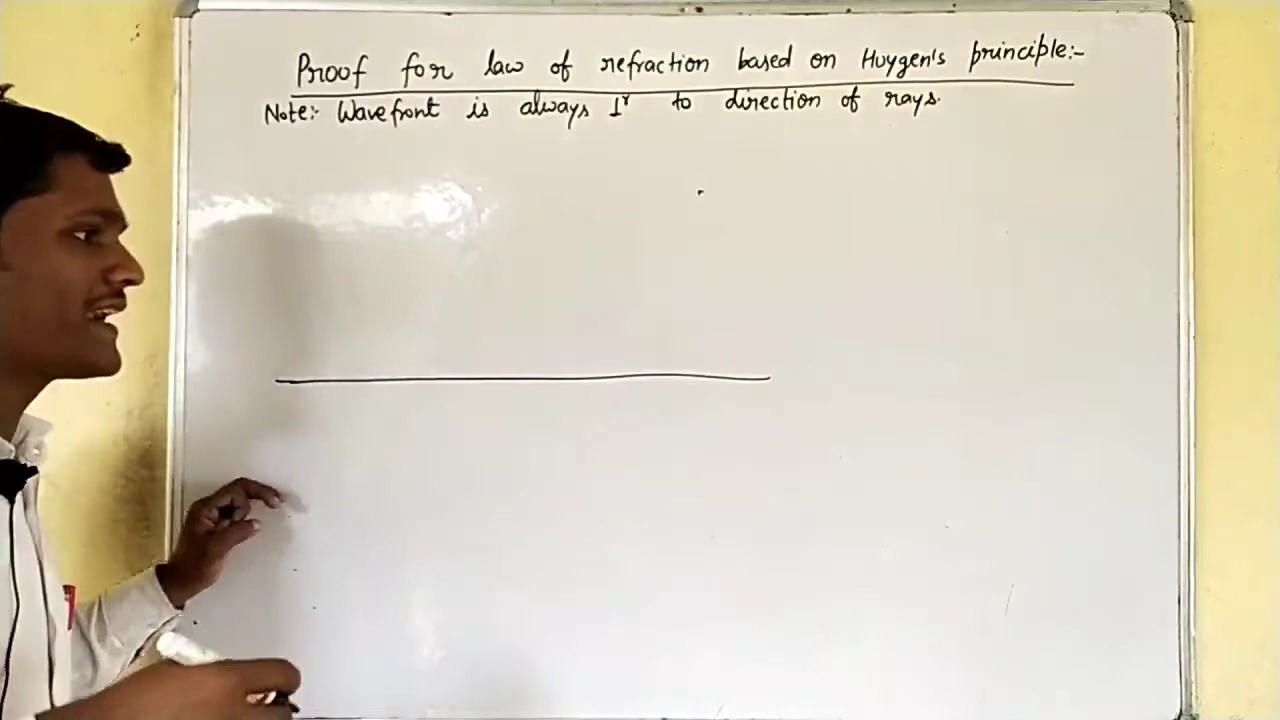 Proof for law of refraction based on Huygen's principle:-
Note:- Wavefront is always ⊥r to direction of rays.